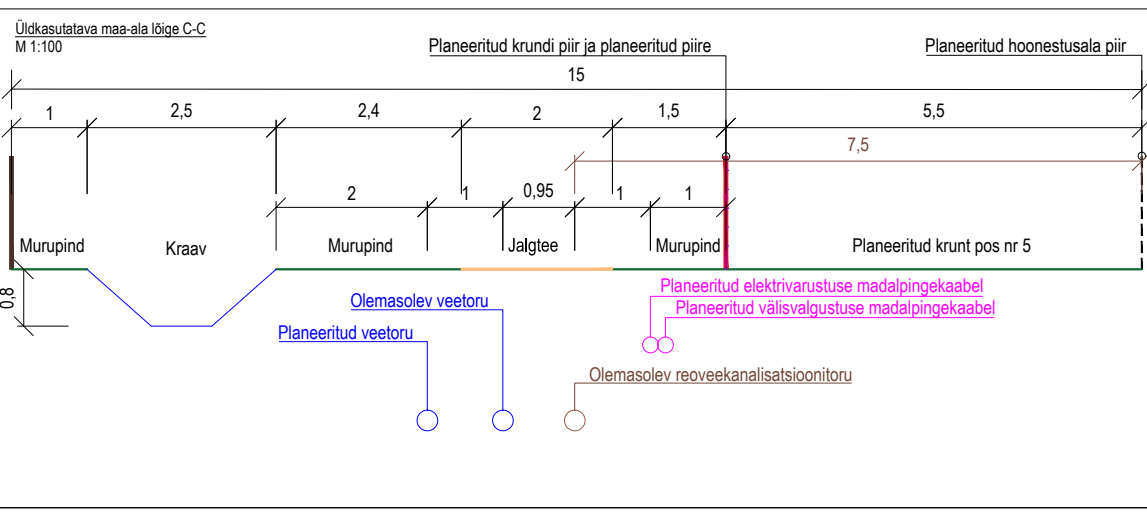 Üldkasutatava maa-ala lõige C-C
M 1:100
Planeeritud krundi piir ja planeeritud piire
Planeeritud hoonestusala piir
15
1
2,5
2,4
2
1,5
5,5
7,5
2
1
0,95
1
1
Murupind
Kraav
Murupind
Jalgtee
Murupind
Planeeritud krunt pos nr 5
0,8
Planeeritud elektrivarustuse madalpingekaabel
Olemasolev veetoru
Planeeritud välisvalgustuse madalpingekaabel
Planeeritud veetoru
Olemasolev reoveekanalisatsioonitoru